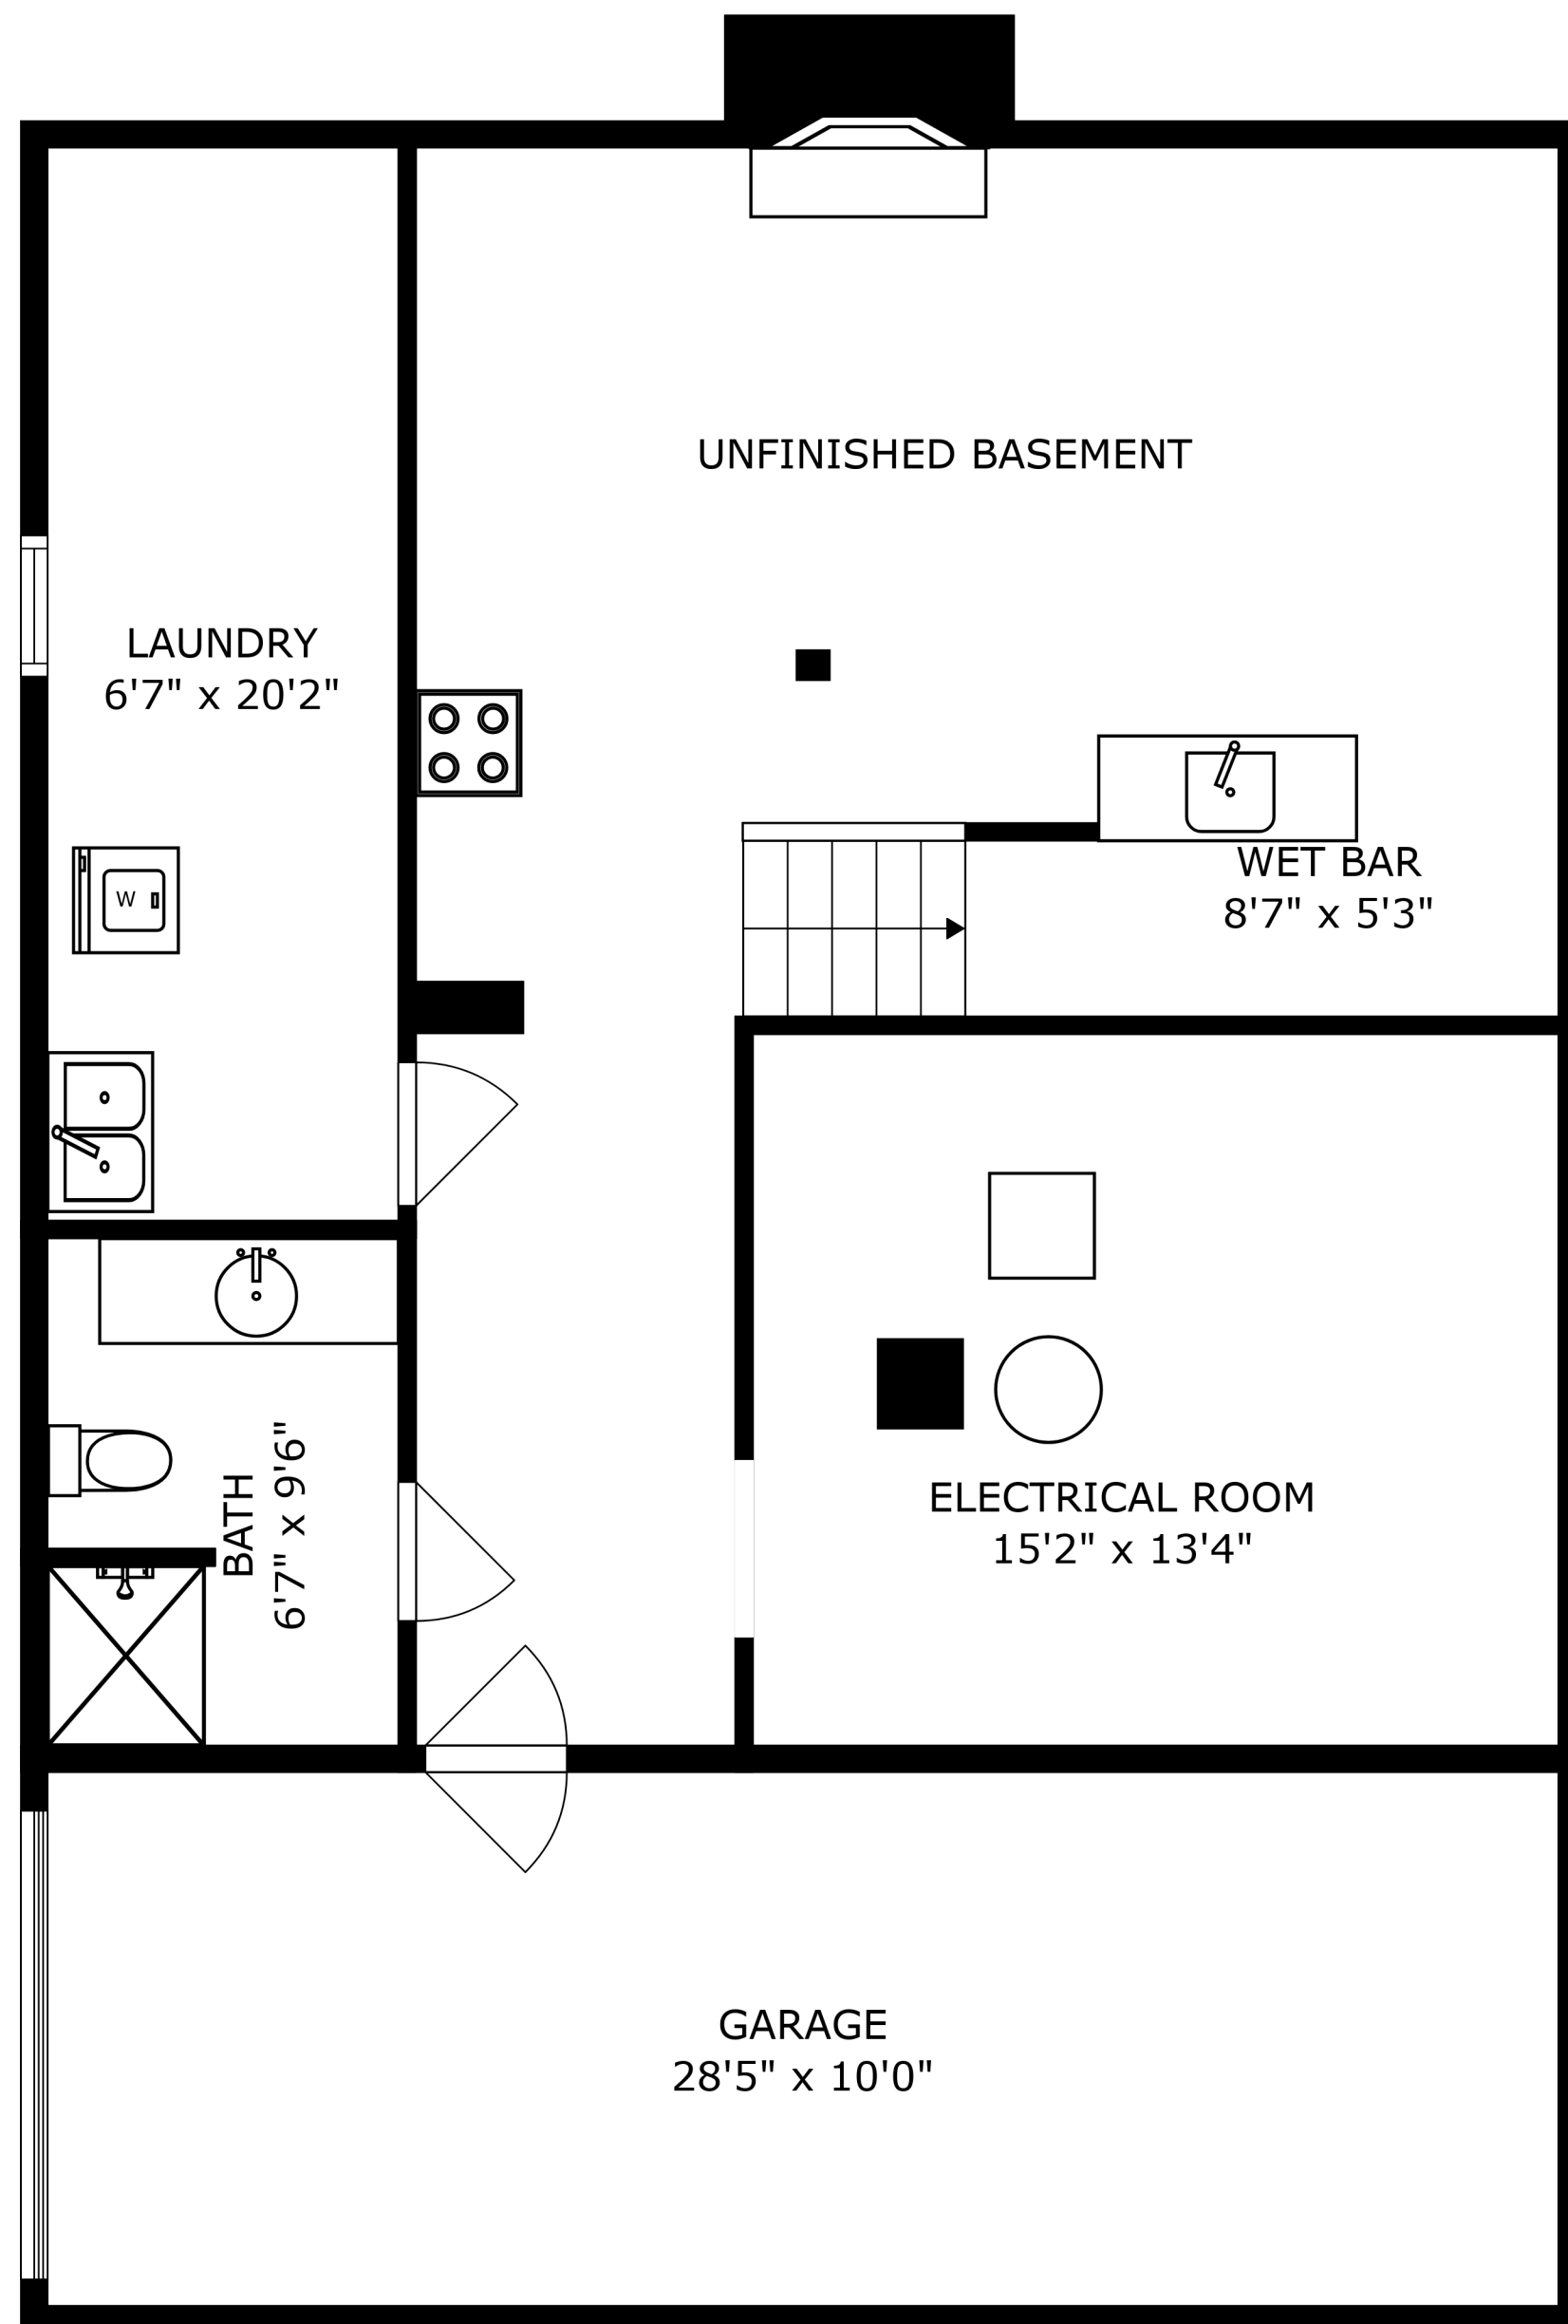 UNFINISHED BASEMENT
LAUNDRY
6'7" x 20'2"
W
WET BAR
8'7" x 5'3"
BATH
6'7" x 9'6"
ELECTRICAL ROOM
15'2" x 13'4"
GARAGE
28'5" x 10'0"